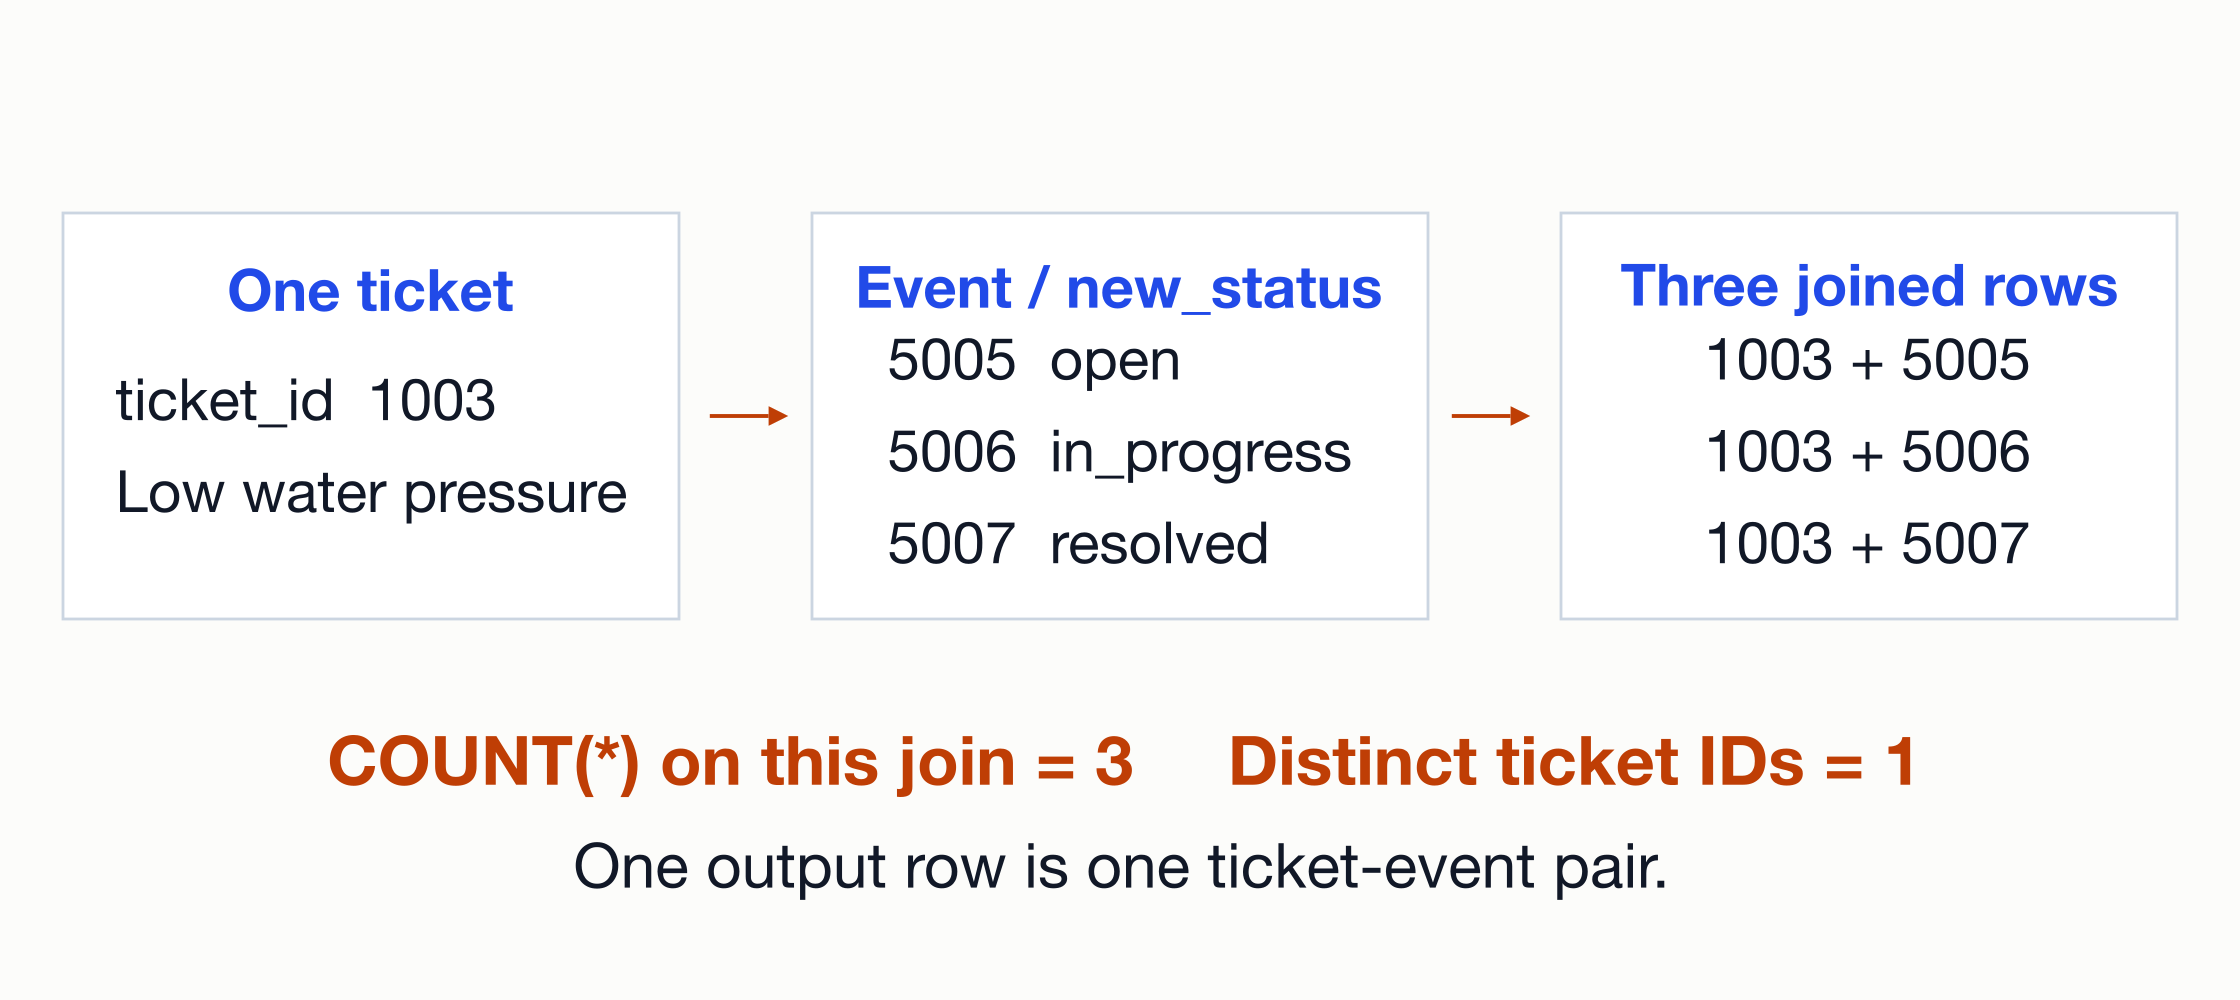 One ticket
ticket_id 1003
Low water pressure
Event / new_status
5005 open
5006 in_progress
5007 resolved
Three joined rows
1003 + 5005
1003 + 5006
1003 + 5007
COUNT(*) on this join = 3 Distinct ticket IDs = 1
One output row is one ticket-event pair.